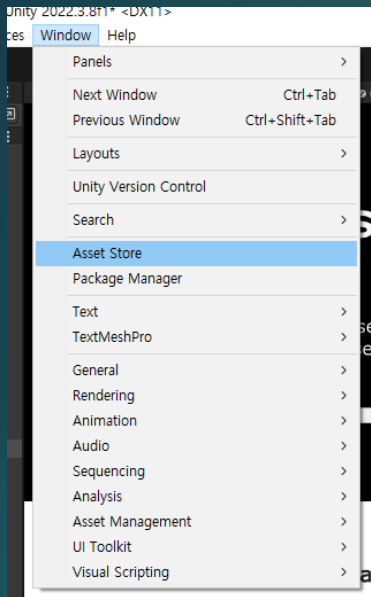 Unity 2022.3.8f1* <DX11>
ces Window Help
Panels >
Next Window Ctrl+Tab
Previous Window Ctrl+Shift+Tab
Layouts >
Unity Version Control
Search >
Asset Store
Package Manager
Text >
TextMeshPro >
General >
Rendering >
Animation >
Audio >
Sequencing >
Analysis >
Asset Management >
UI Toolkit >
Visual Scripting >